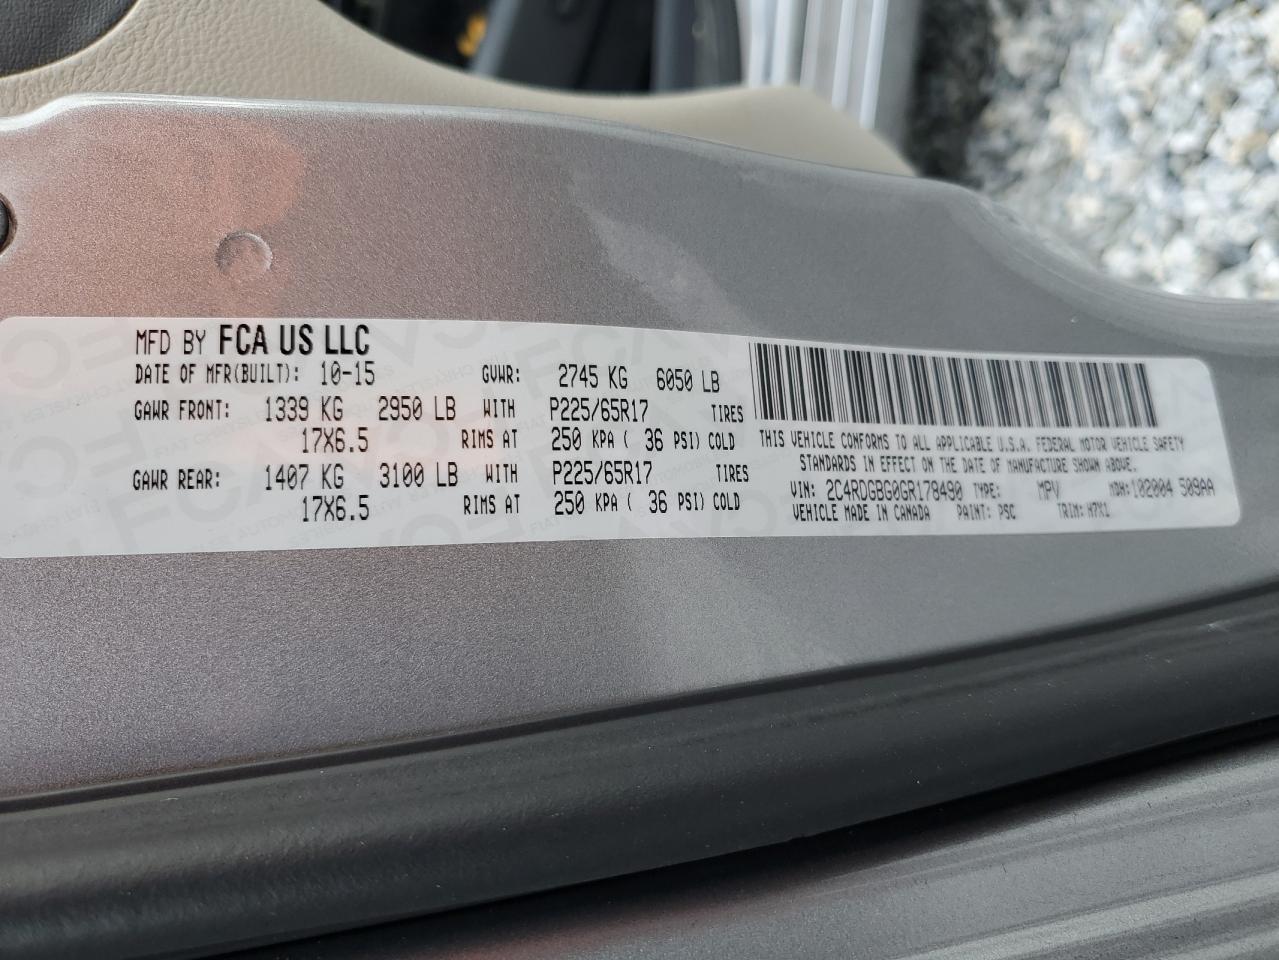 MFD BY FCA US LLC
DATE OF MFR(BUILT): 10-15 GVWR: 2745 KG 6050 LB
GAWR FRONT: 1339 KG 2950 LB WITH P225/65R17 TIRES
17X6.5 RIMS AT 250 KPA ( 36 PSI) COLD
GAWR REAR: 1407 KG 3100 LB WITH P225/65R17 TIRES
17X6.5 RIMS AT 250 KPA ( 36 PSI) COLD
THIS VEHICLE CONFORMS TO ALL APPLICABLE U.S.A. FEDERAL MOTOR VEHICLE SAFETY
STANDARDS IN EFFECT ON THE DATE OF MANUFACTURE SHOWN ABOVE.
VIN: 2C4RDGBG0GR178490 TYPE: MPV MDH:102004 509AA
VEHICLE MADE IN CANADA PAINT: PSC TRIM: